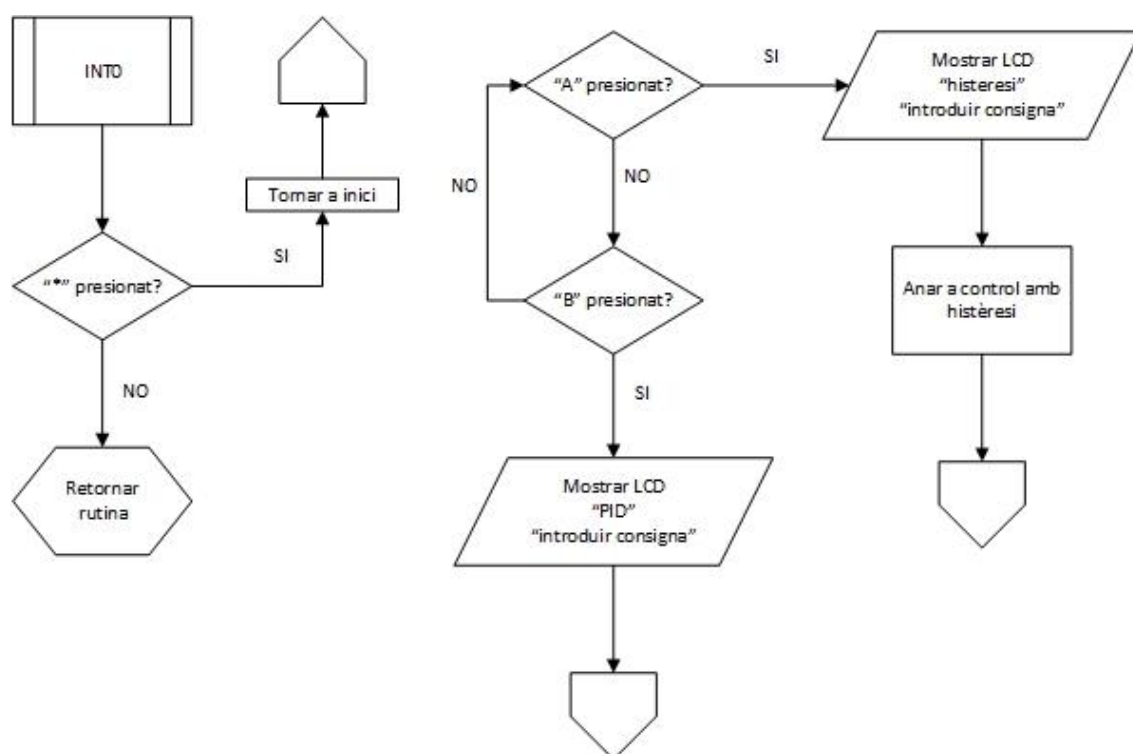 INT0
"*" presionat?
SI
Tornar a inici
NO
Retornar
rutina
"A" presionat?
SI
NO
NO
"B" presionat?
SI
Mostrar LCD
"PID"
"introduir consigna"
Mostrar LCD
"histeresi"
"introduir consigna"
Anar a control amb
histèresi